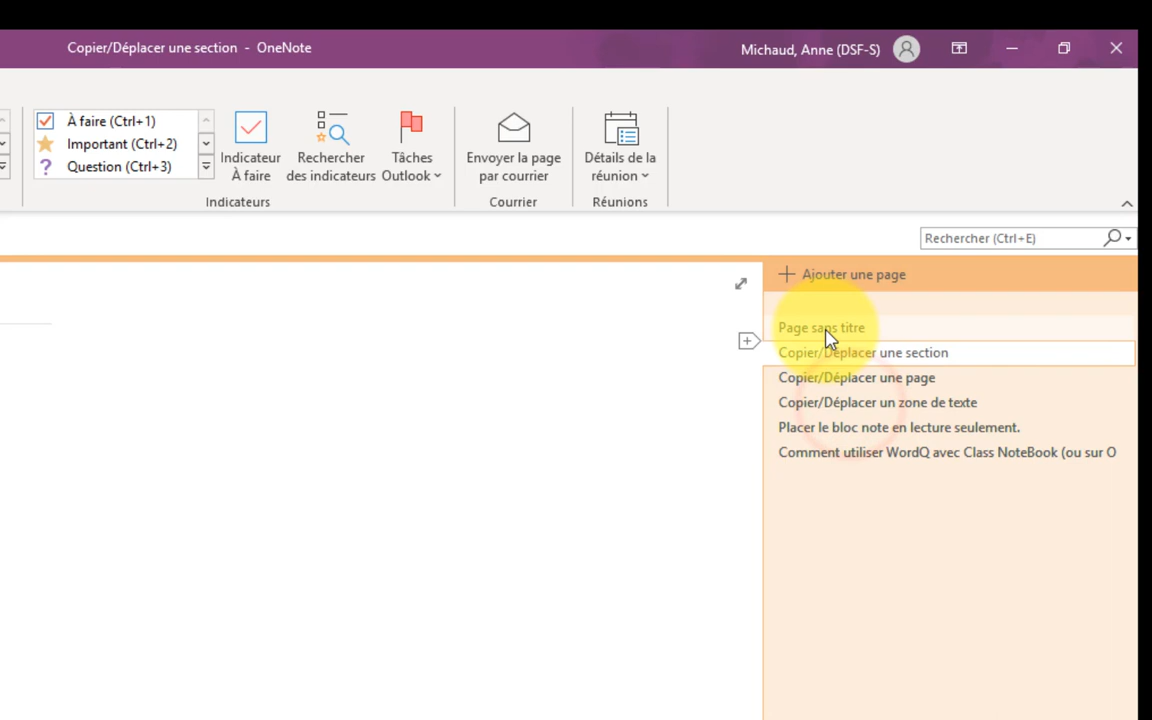 Copier/Déplacer une section - OneNote
Michaud, Anne (DSF-S)
À faire (Ctrl+1)
Important (Ctrl+2)
Question (Ctrl+3)
Indicateur
À faire
Rechercher
des indicateurs
Tâches
Outlook
Envoyer la page
par courrier
Détails de la
réunion
Indicateurs
Courrier
Réunions
Rechercher (Ctrl+E)
Ajouter une page
Page sans titre
Copier/Déplacer une section
Copier/Déplacer une page
Copier/Déplacer un zone de texte
Placer le bloc note en lecture seulement.
Comment utiliser WordQ avec Class NoteBook (ou sur O